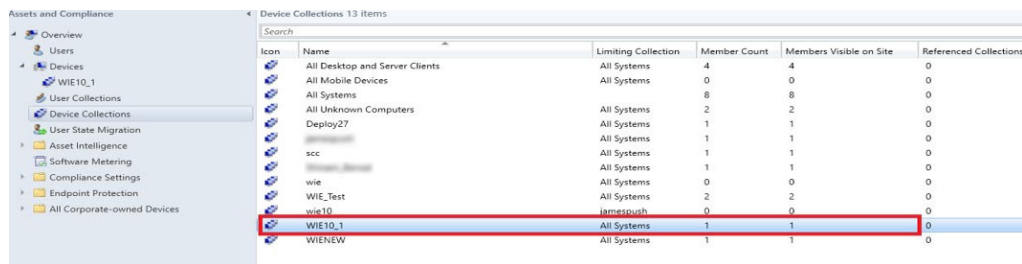 Assets and Compliance
Overview
Users
Devices
WIE10_1
User Collections
Device Collections
User State Migration
Asset Intelligence
Software Metering
Compliance Settings
Endpoint Protection
All Corporate-owned Devices
Device Collections 13 items
Search
Icon Name Limiting Collection Member Count Members Visible on Site Referenced Collections
All Desktop and Server Clients All Systems 4 4 0
All Mobile Devices All Systems 0 0 0
All Systems 8 8 0
All Unknown Computers All Systems 2 2 0
Deploy27 All Systems 1 1 0
All Systems 1 1 0
scc All Systems 1 1 0
All Systems 1 1 0
wie All Systems 0 0 0
WIE_Test All Systems 2 2 0
wie10 jamespush 0 0 0
WIE10_1 All Systems 1 1 0
WIENEW All Systems 1 1 0